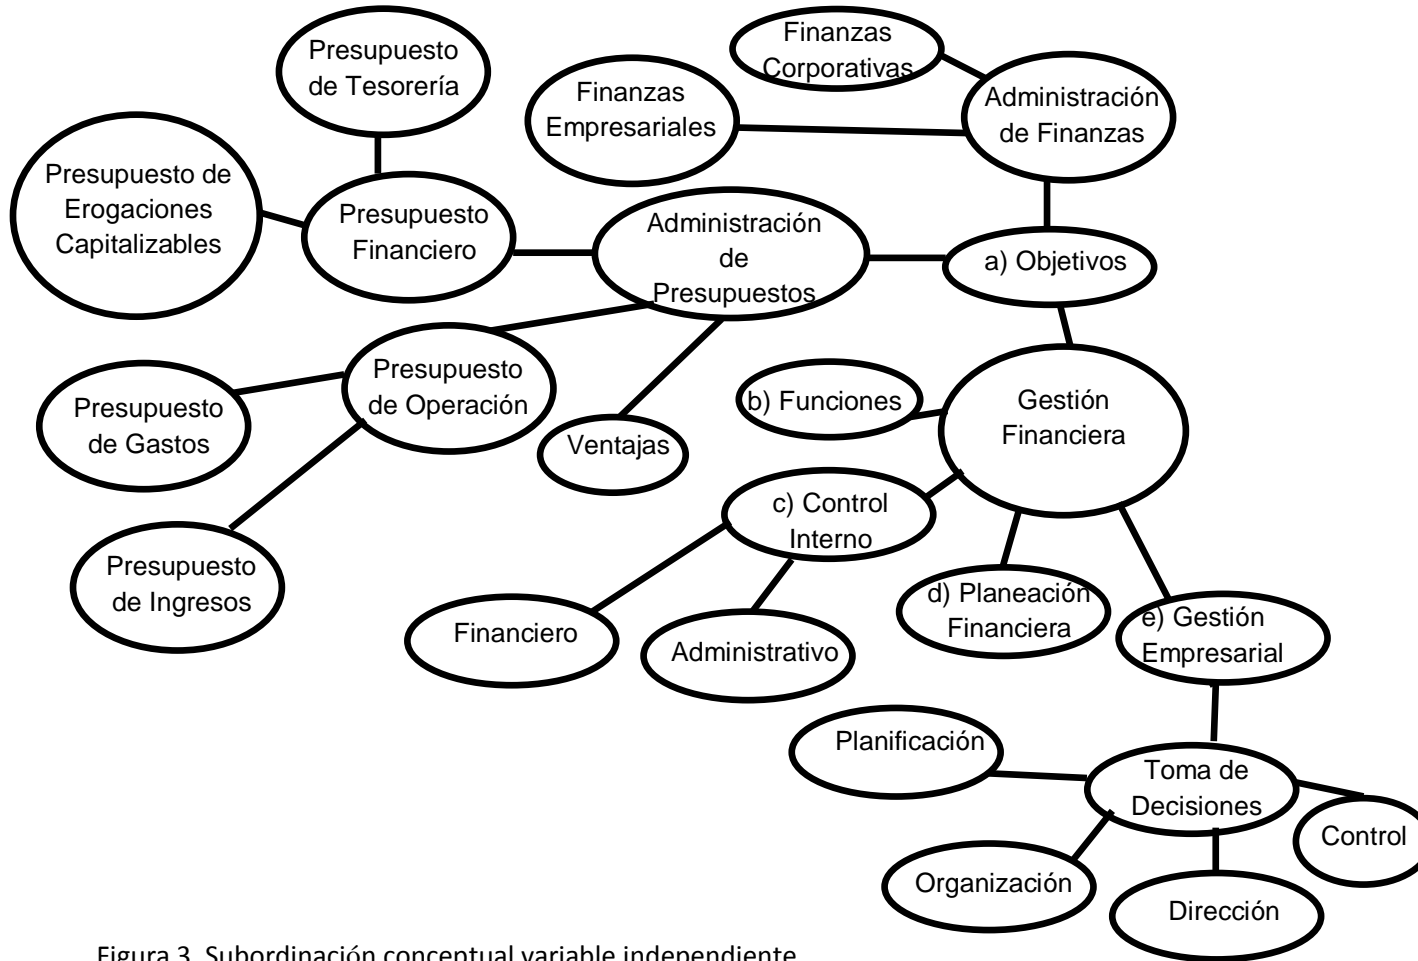 Finanzas
Corporativas
Presupuesto
de Tesorería
Finanzas
Empresariales
Administración
de Finanzas
Presupuesto de
Erogaciones
Capitalizables
Presupuesto
Financiero
Administración
de
Presupuestos
a) Objetivos
Presupuesto
de Operación
b) Funciones
Gestión
Financiera
Presupuesto
de Gastos
Ventajas
c) Control
Interno
Presupuesto
de Ingresos
Financiero
Administrativo
d) Planeación
Financiera
e) Gestión
Empresarial
Planificación
Toma de
Decisiones
Control
Organización
Dirección
Figura 3. Subordinación conceptual variable independiente